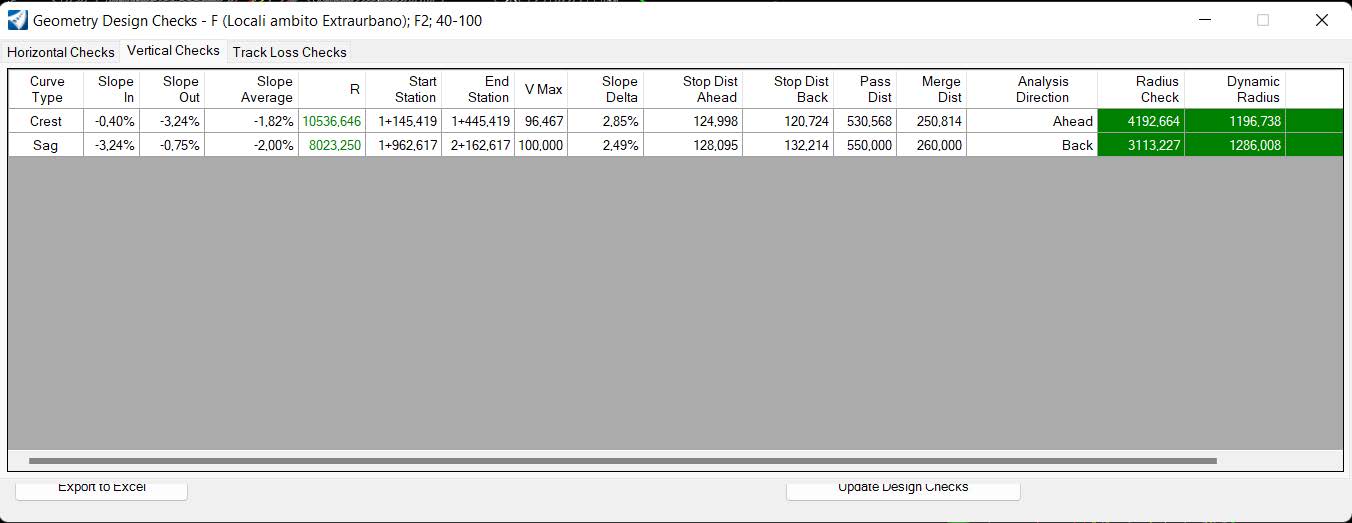 Geometry Design Checks - F (Locali ambito Extraurbano); F2; 40-100
Horizontal Checks Vertical Checks Track Loss Checks
Curve Type Slope In Slope Out Slope Average R Start Station End Station V Max Slope Delta Stop Dist Ahead Stop Dist Back Pass Dist Merge Dist Analysis Direction Radius Check Dynamic Radius
Crest -0,40% -3,24% -1,82% 10536,646 1+145,419 1+445,419 96,467 2,85% 124,998 120,724 530,568 250,814 Ahead 4192,664 1196,738
Sag -3,24% -0,75% -2,00% 8023,250 1+962,617 2+162,617 100,000 2,49% 128,095 132,214 550,000 260,000 Back 3113,227 1286,008
Export to Excel Update Design Checks